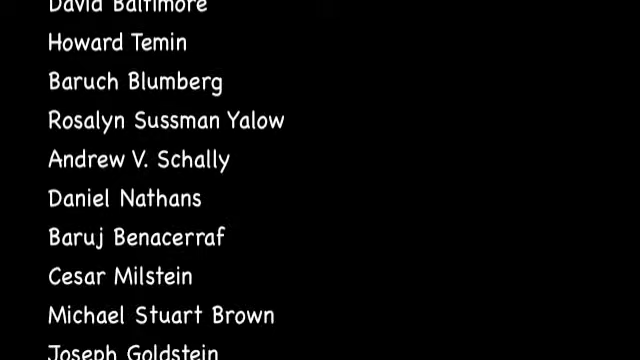 David Baltimore
Howard Temin
Baruch Blumberg
Rosalyn Sussman Yalow
Andrew V. Schally
Daniel Nathans
Baruj Benacerraf
Cesar Milstein
Michael Stuart Brown
Joseph Goldstein